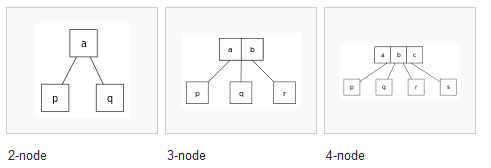 a
p q
2-node
a b
p q r
3-node
a b c
p q r s
4-node